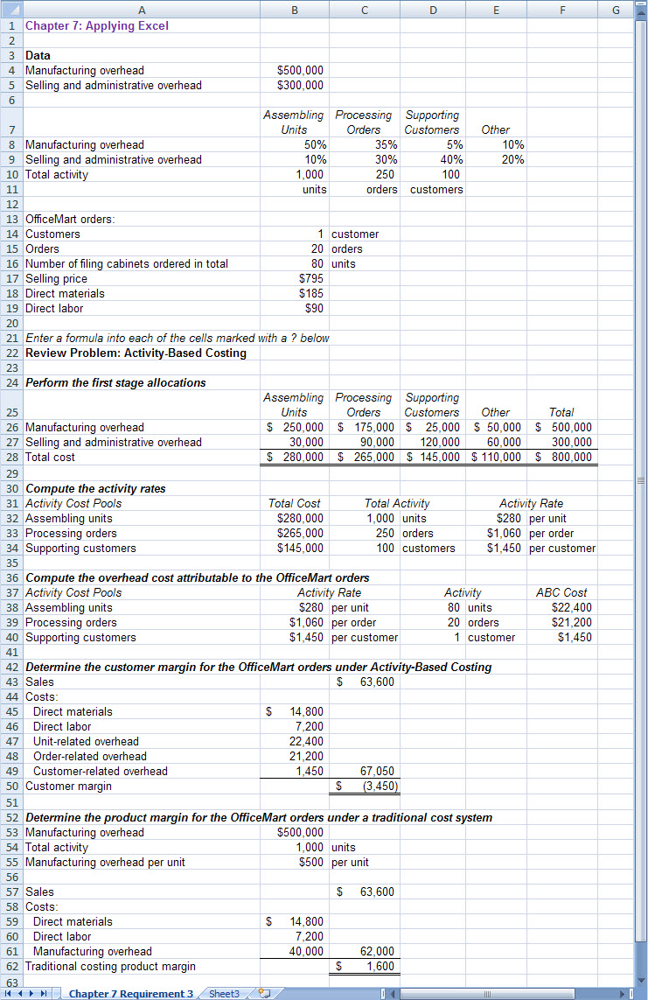 A B C D E F G
1 Chapter 7: Applying Excel
2
3 Data
4 Manufacturing overhead $500,000
5 Selling and administrative overhead $300,000
6
Assembling Processing Supporting
7 Units Orders Customers Other
8 Manufacturing overhead 50% 35% 5% 10%
9 Selling and administrative overhead 10% 30% 40% 20%
10 Total activity 1,000 250 100
11 units orders customers
12
13 OfficeMart orders:
14 Customers 1 customer
15 Orders 20 orders
16 Number of filing cabinets ordered in total 80 units
17 Selling price $795
18 Direct materials $185
19 Direct labor $90
20
21 Enter a formula into each of the cells marked with a ? below
22 Review Problem: Activity-Based Costing
23
24 Perform the first stage allocations
Assembling Processing Supporting
25 Units Orders Customers Other Total
26 Manufacturing overhead $ 250,000 $ 175,000 $ 25,000 $ 50,000 $ 500,000
27 Selling and administrative overhead 30,000 90,000 120,000 60,000 300,000
28 Total cost $ 280,000 $ 265,000 $ 145,000 $ 110,000 $ 800,000
29
30 Compute the activity rates
31 Activity Cost Pools Total Cost Total Activity Activity Rate
32 Assembling units $280,000 1,000 units $280 per unit
33 Processing orders $265,000 250 orders $1,060 per order
34 Supporting customers $145,000 100 customers $1,450 per customer
35
36 Compute the overhead cost attributable to the OfficeMart orders
37 Activity Cost Pools Activity Rate Activity ABC Cost
38 Assembling units $280 per unit 80 units $22,400
39 Processing orders $1,060 per order 20 orders $21,200
40 Supporting customers $1,450 per customer 1 customer $1,450
41
42 Determine the customer margin for the OfficeMart orders under Activity-Based Costing
43 Sales $ 63,600
44 Costs:
45 Direct materials $ 14,800
46 Direct labor 7,200
47 Unit-related overhead 22,400
48 Order-related overhead 21,200
49 Customer-related overhead 1,450 67,050
50 Customer margin $ (3,450)
51
52 Determine the product margin for the OfficeMart orders under a traditional cost system
53 Manufacturing overhead $500,000
54 Total activity 1,000 units
55 Manufacturing overhead per unit $500 per unit
56
57 Sales $ 63,600
58 Costs:
59 Direct materials $ 14,800
60 Direct labor 7,200
61 Manufacturing overhead 40,000 62,000
62 Traditional costing product margin $ 1,600
63
Chapter 7 Requirement 3 Sheet3